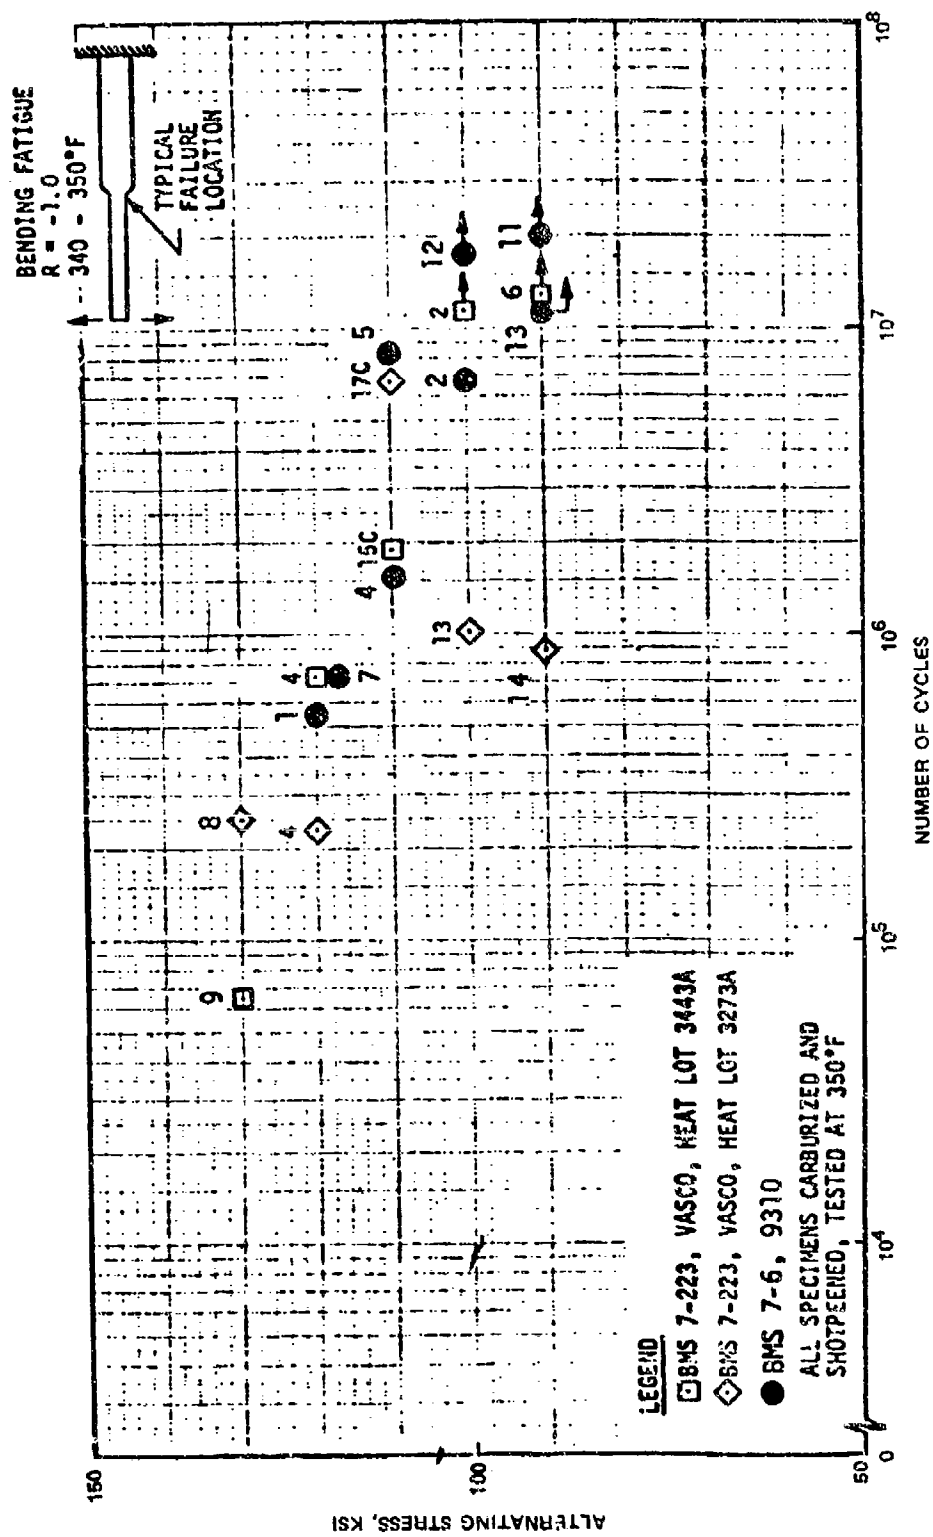 BENDING FATIGUE
R = -1.0
340 - 350°F
TYPICAL
FAILURE
LOCATION
150
100
50
ALTERNATING STRESS, KSI
9
8
4
1
4
7
4
15C
13
14
17C
5
2
2
12
13
6
11
LEGEND
BMS 7-223, VASCO, HEAT LOT 3443A
BMS 7-223, VASCO, HEAT LOT 3273A
BMS 7-6, 9310
ALL SPECIMENS CARBURIZED AND
SHOTPEENED, TESTED AT 350°F
0 10⁴ 10⁵ 10⁶ 10⁷ 10⁸
NUMBER OF CYCLES